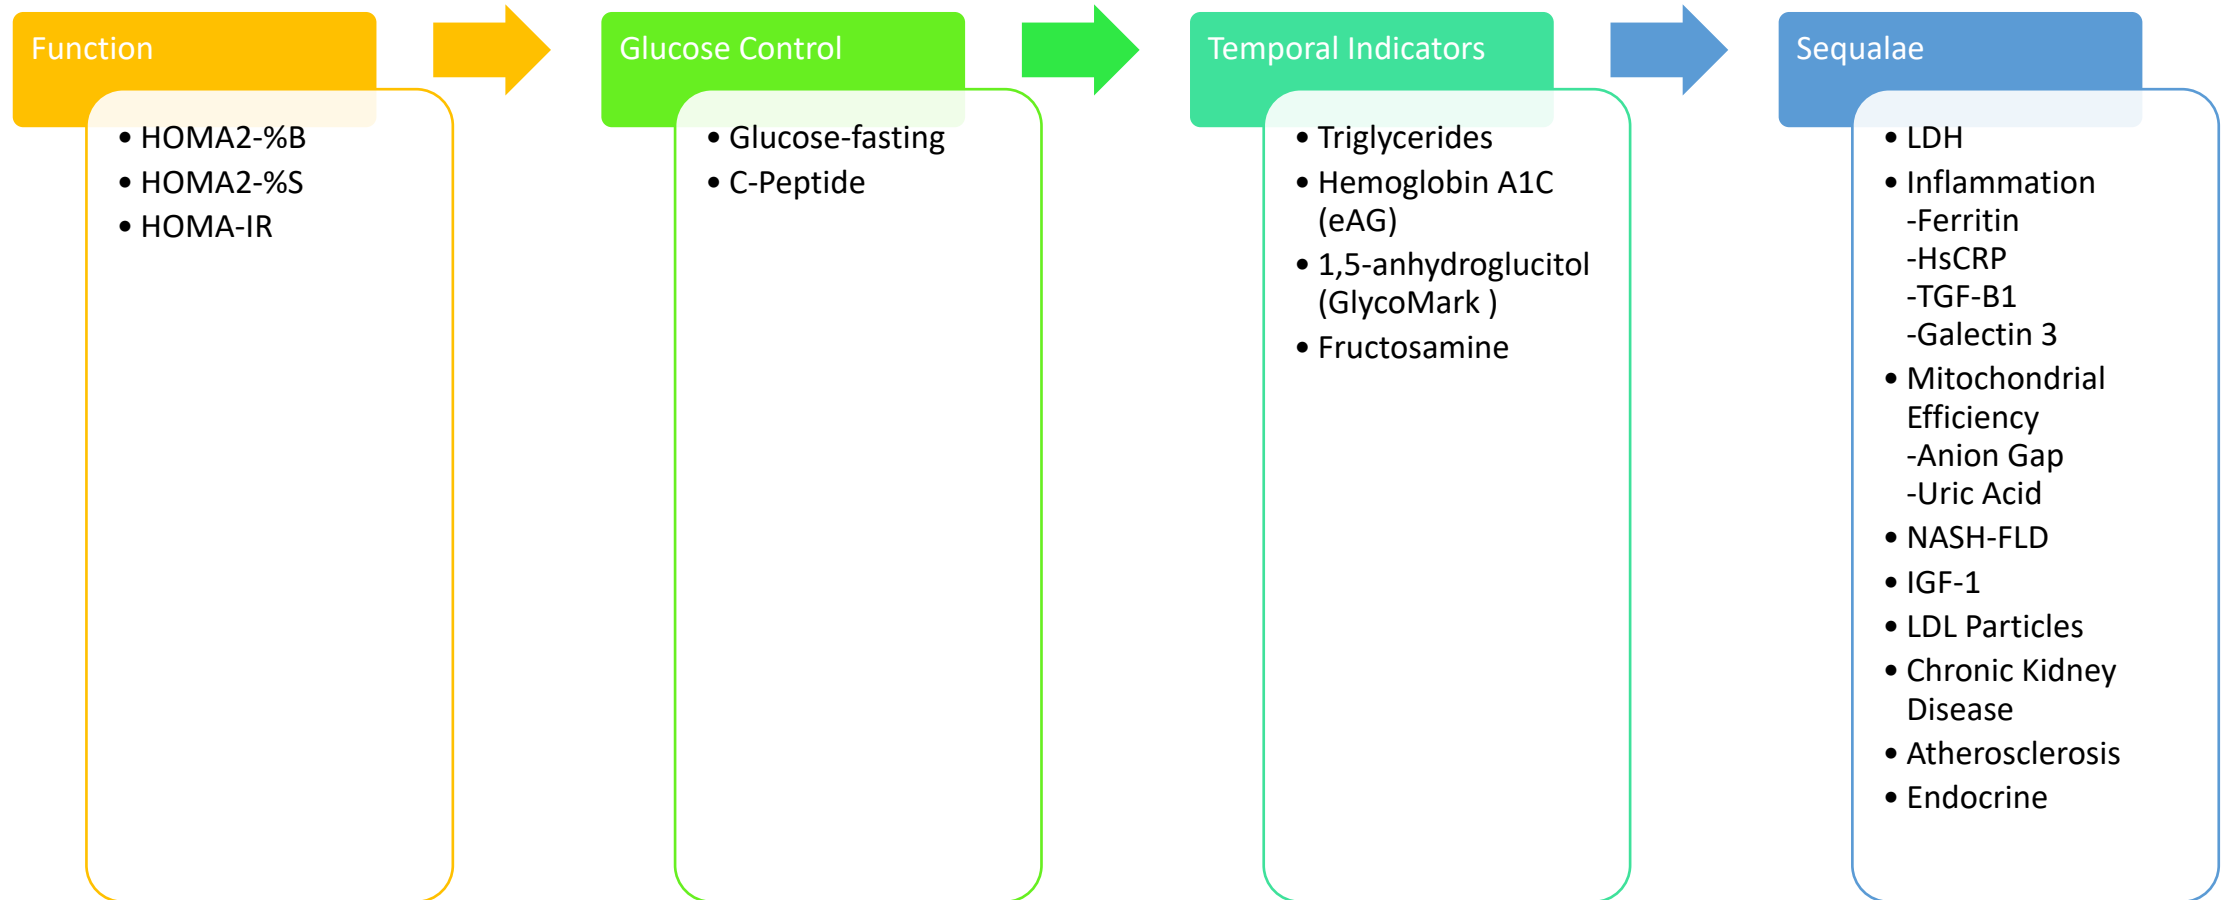 Function
• HOMA2-%B
• HOMA2-%S
• HOMA-IR
Glucose Control
• Glucose-fasting
• C-Peptide
Temporal Indicators
• Triglycerides
• Hemoglobin A1C
(eAG)
• 1,5-anhydroglucitol
(GlycoMark )
• Fructosamine
Sequalae
• LDH
• Inflammation
-Ferritin
-HsCRP
-TGF-B1
-Galectin 3
• Mitochondrial
Efficiency
-Anion Gap
-Uric Acid
• NASH-FLD
• IGF-1
• LDL Particles
• Chronic Kidney
Disease
• Atherosclerosis
• Endocrine